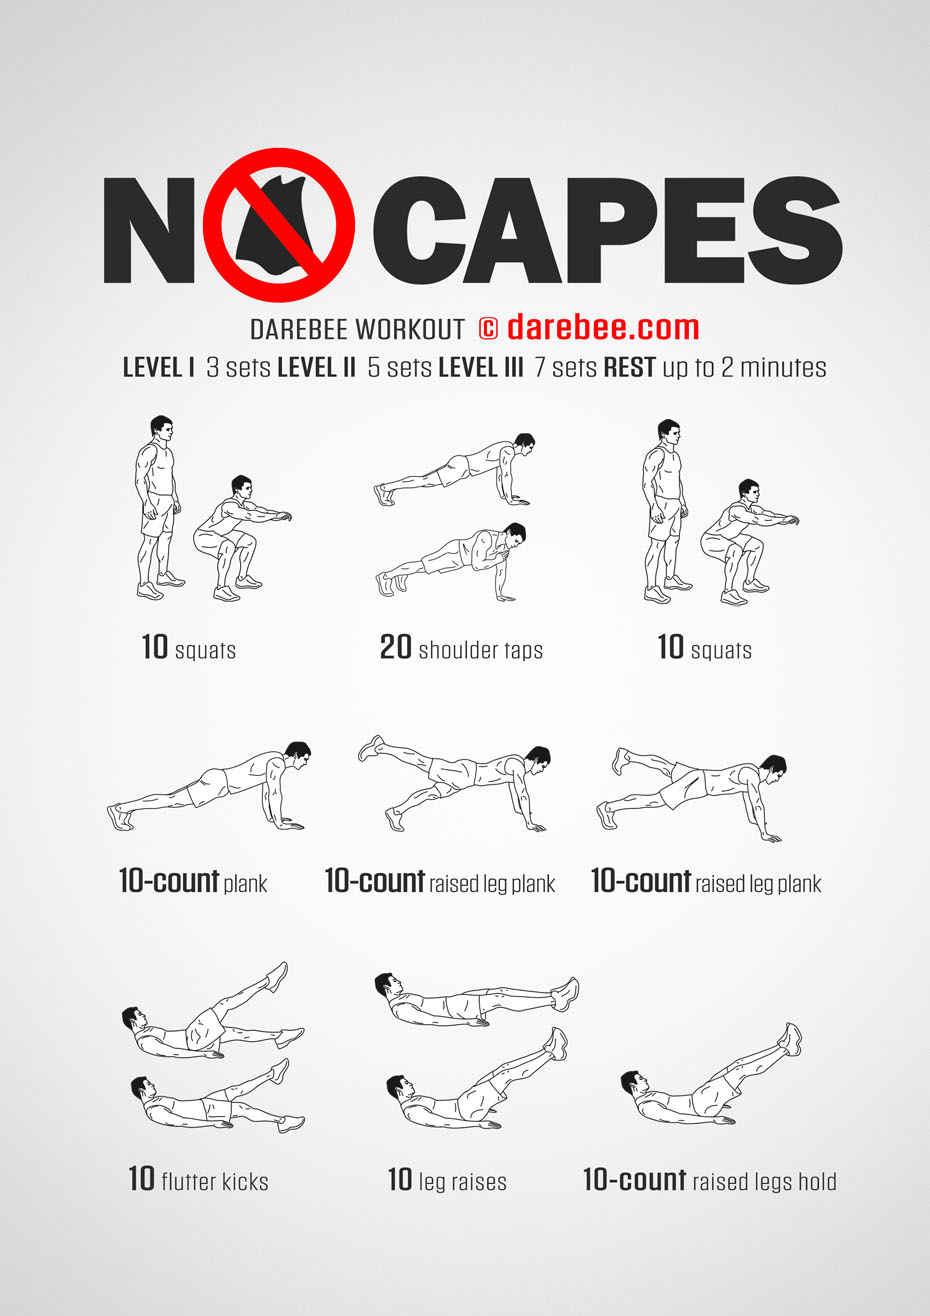 NO CAPES
DAREBEE WORKOUT © darebee.com
LEVEL I 3 sets LEVEL II 5 sets LEVEL III 7 sets REST up to 2 minutes
10 squats
20 shoulder taps
10 squats
10-count plank
10-count raised leg plank
10-count raised leg plank
10 flutter kicks
10 leg raises
10-count raised legs hold